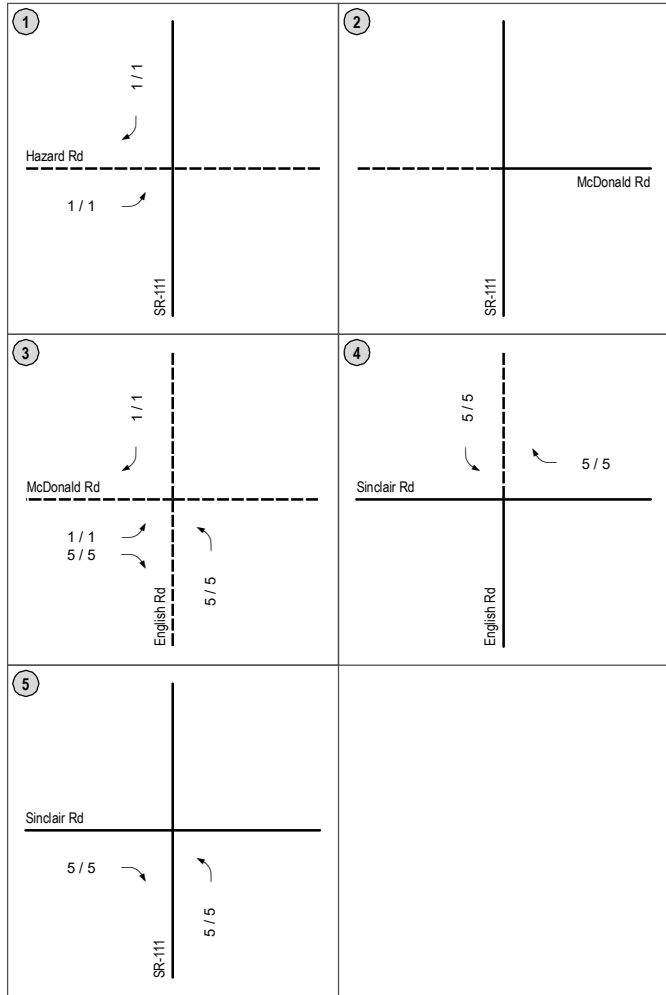 1
1 / 1
Hazard Rd
1 / 1
SR-111
2
McDonald Rd
SR-111
3
1 / 1
McDonald Rd
1 / 1
5 / 5
5 / 5
English Rd
4
5 / 5
5 / 5
Sinclair Rd
English Rd
5
Sinclair Rd
5 / 5
5 / 5
SR-111